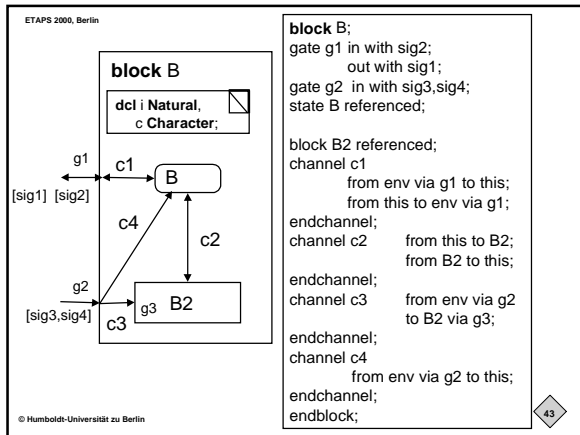 ETAPS 2000, Berlin
block B
dcl i Natural,
c Character;
g1
c1
B
[sig1] [sig2]
c4
c2
g2
g3
B2
[sig3,sig4]
c3
block B;
gate g1 in with sig2;
out with sig1;
gate g2 in with sig3,sig4;
state B referenced;
block B2 referenced;
channel c1
from env via g1 to this;
from this to env via g1;
endchannel;
channel c2 from this to B2;
from B2 to this;
endchannel;
channel c3 from env via g2
to B2 via g3;
endchannel;
channel c4
from env via g2 to this;
endchannel;
endblock;
© Humboldt-Universität zu Berlin
43